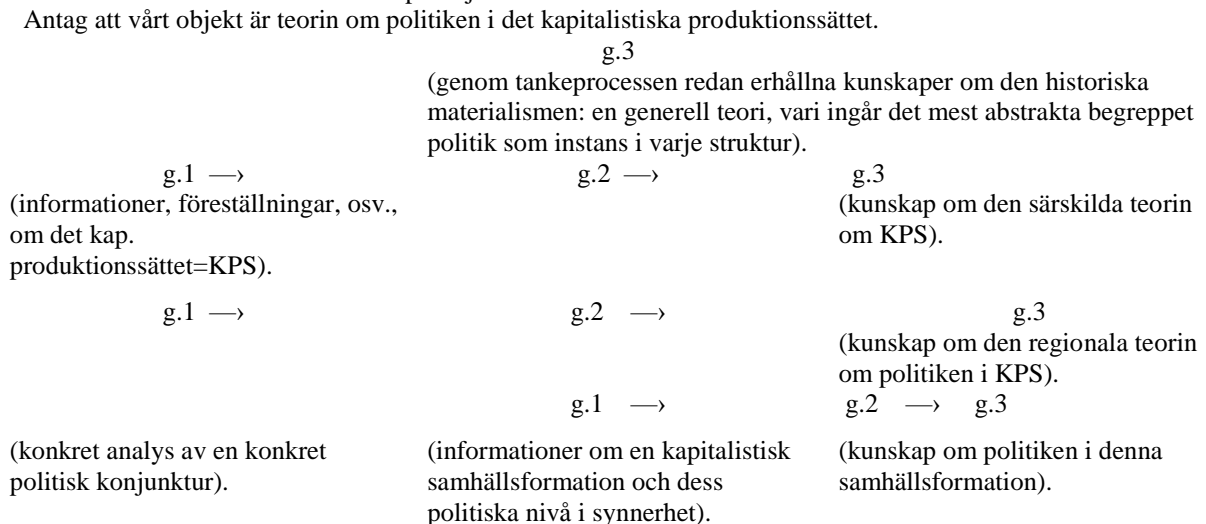 Antag att vårt objekt är teorin om politiken i det kapitalistiska produktionssättet.
g.3
(genom tankeprocessen redan erhållna kunskaper om den historiska
materialismen: en generell teori, vari ingår det mest abstrakta begreppet
politik som instans i varje struktur).
g.1 —› g.2 —› g.3
(informationer, föreställningar, osv., (kunskap om den särskilda teorin
om det kap. om KPS).
produktionssättet=KPS).
g.1 —› g.2 —› g.3
(kunskap om den regionala teorin
om politiken i KPS).
g.1 —› g.2 —› g.3
(konkret analys av en konkret (informationer om en kapitalistisk (kunskap om politiken i denna
politisk konjunktur). samhällsformation och dess samhällsformation).
politiska nivå i synnerhet).